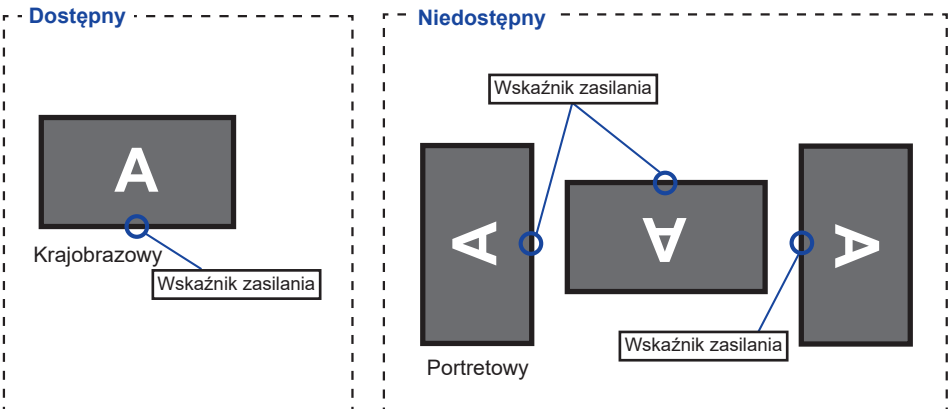 Dostępny
A
Krajobrazowy
Wskaźnik zasilania
Niedostępny
Wskaźnik zasilania
A
A
A
Wskaźnik zasilania
Portretowy